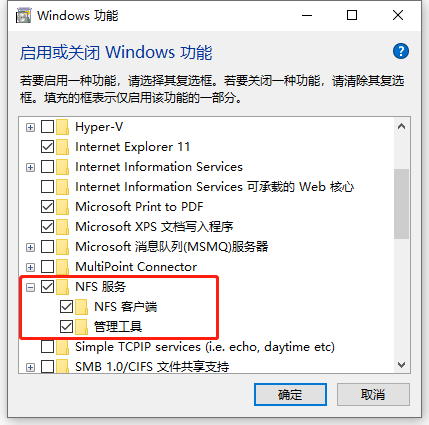 Windows 功能
启用或关闭 Windows 功能
若要启用一种功能，请选择其复选框。若要关闭一种功能，请清除其复选
框。填充的框表示仅启用该功能的一部分。
Hyper-V
Internet Explorer 11
Internet Information Services
Internet Information Services 可承载的 Web 核心
Microsoft Print to PDF
Microsoft XPS 文档写入程序
Microsoft 消息队列(MSMQ)服务器
MultiPoint Connector
NFS 服务
NFS 客户端
管理工具
Simple TCPIP services (i.e. echo, daytime etc)
SMB 1.0/CIFS 文件共享支持
确定
取消